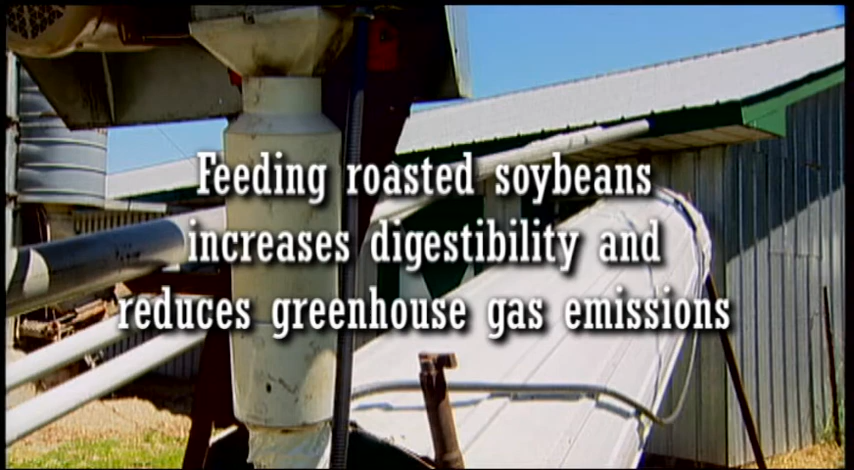 Feeding roasted soybeans
increases digestibility and
reduces greenhouse gas emissions